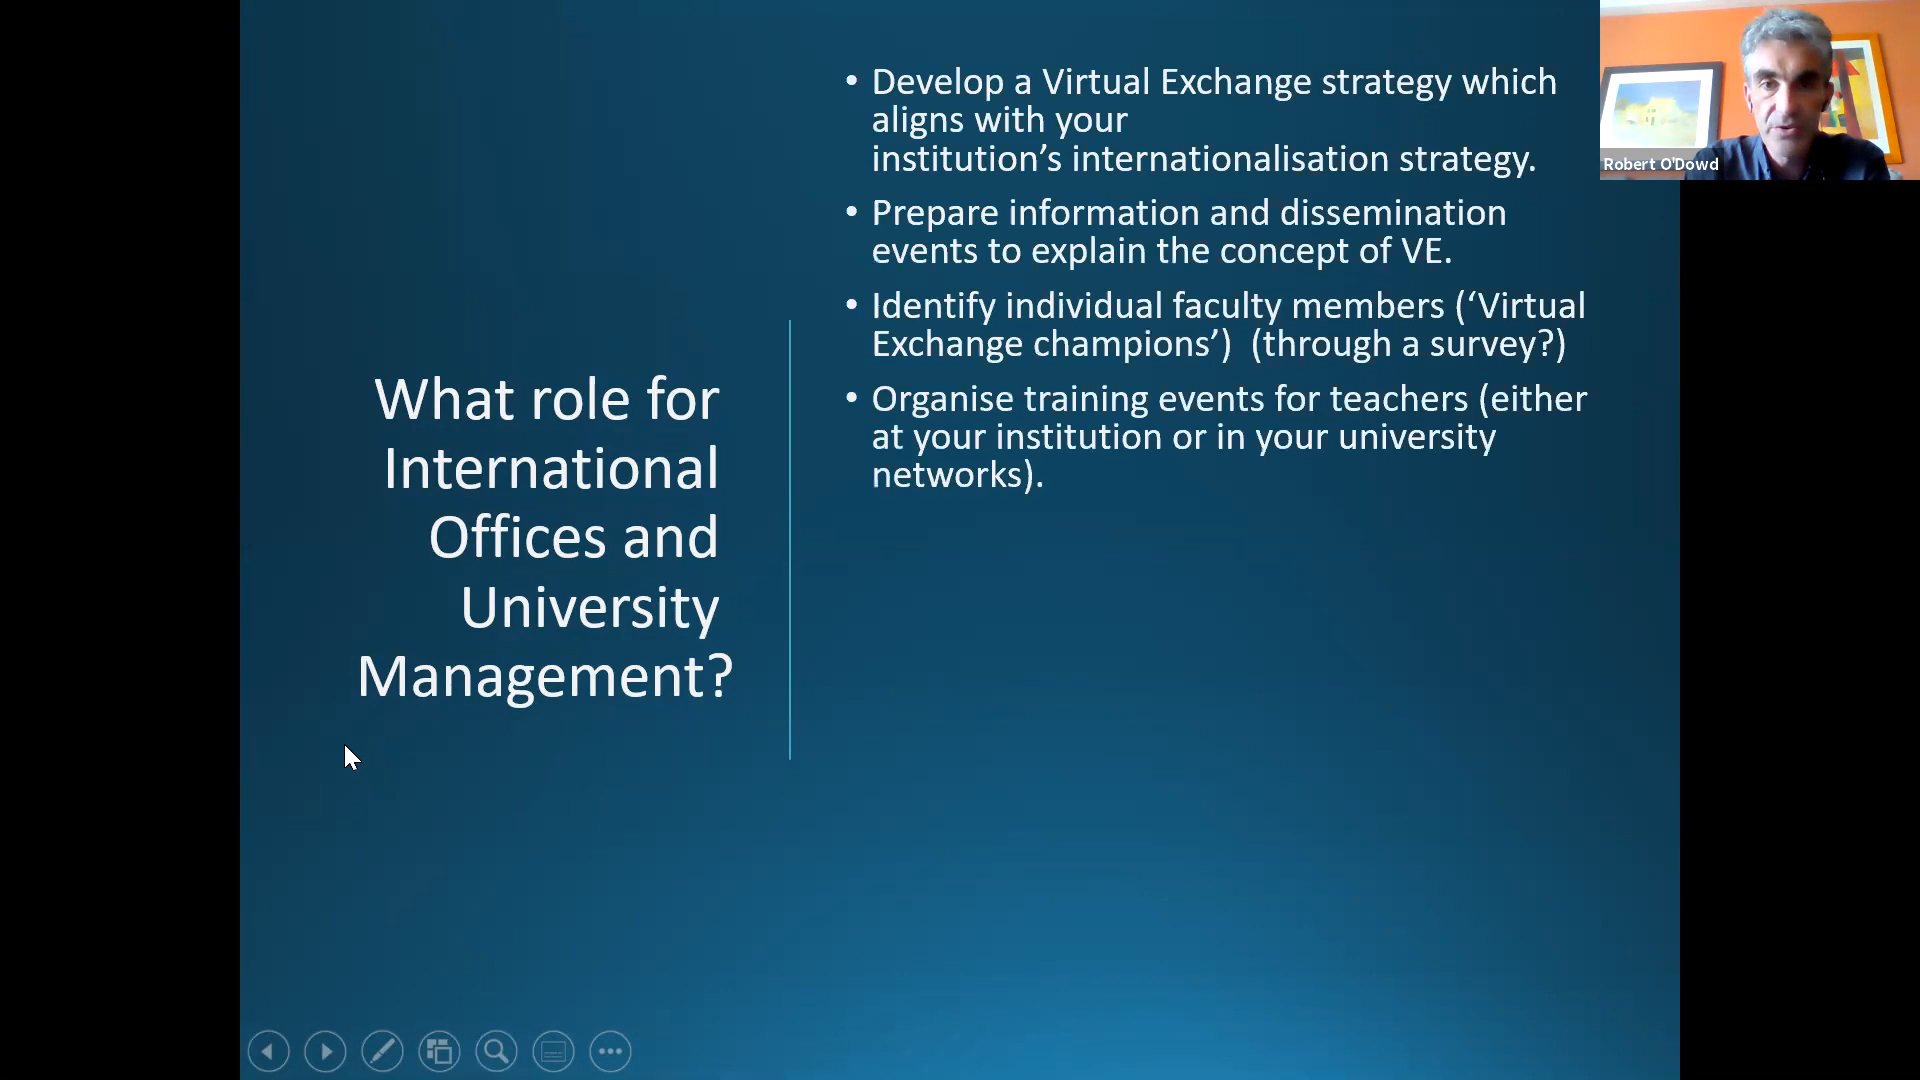 What role for
International
Offices and
University
Management?
• Develop a Virtual Exchange strategy which
aligns with your
institution’s internationalisation strategy.
• Prepare information and dissemination
events to explain the concept of VE.
• Identify individual faculty members (‘Virtual
Exchange champions’)  (through a survey?)
• Organise training events for teachers (either
at your institution or in your university
networks).
Robert O'Dowd